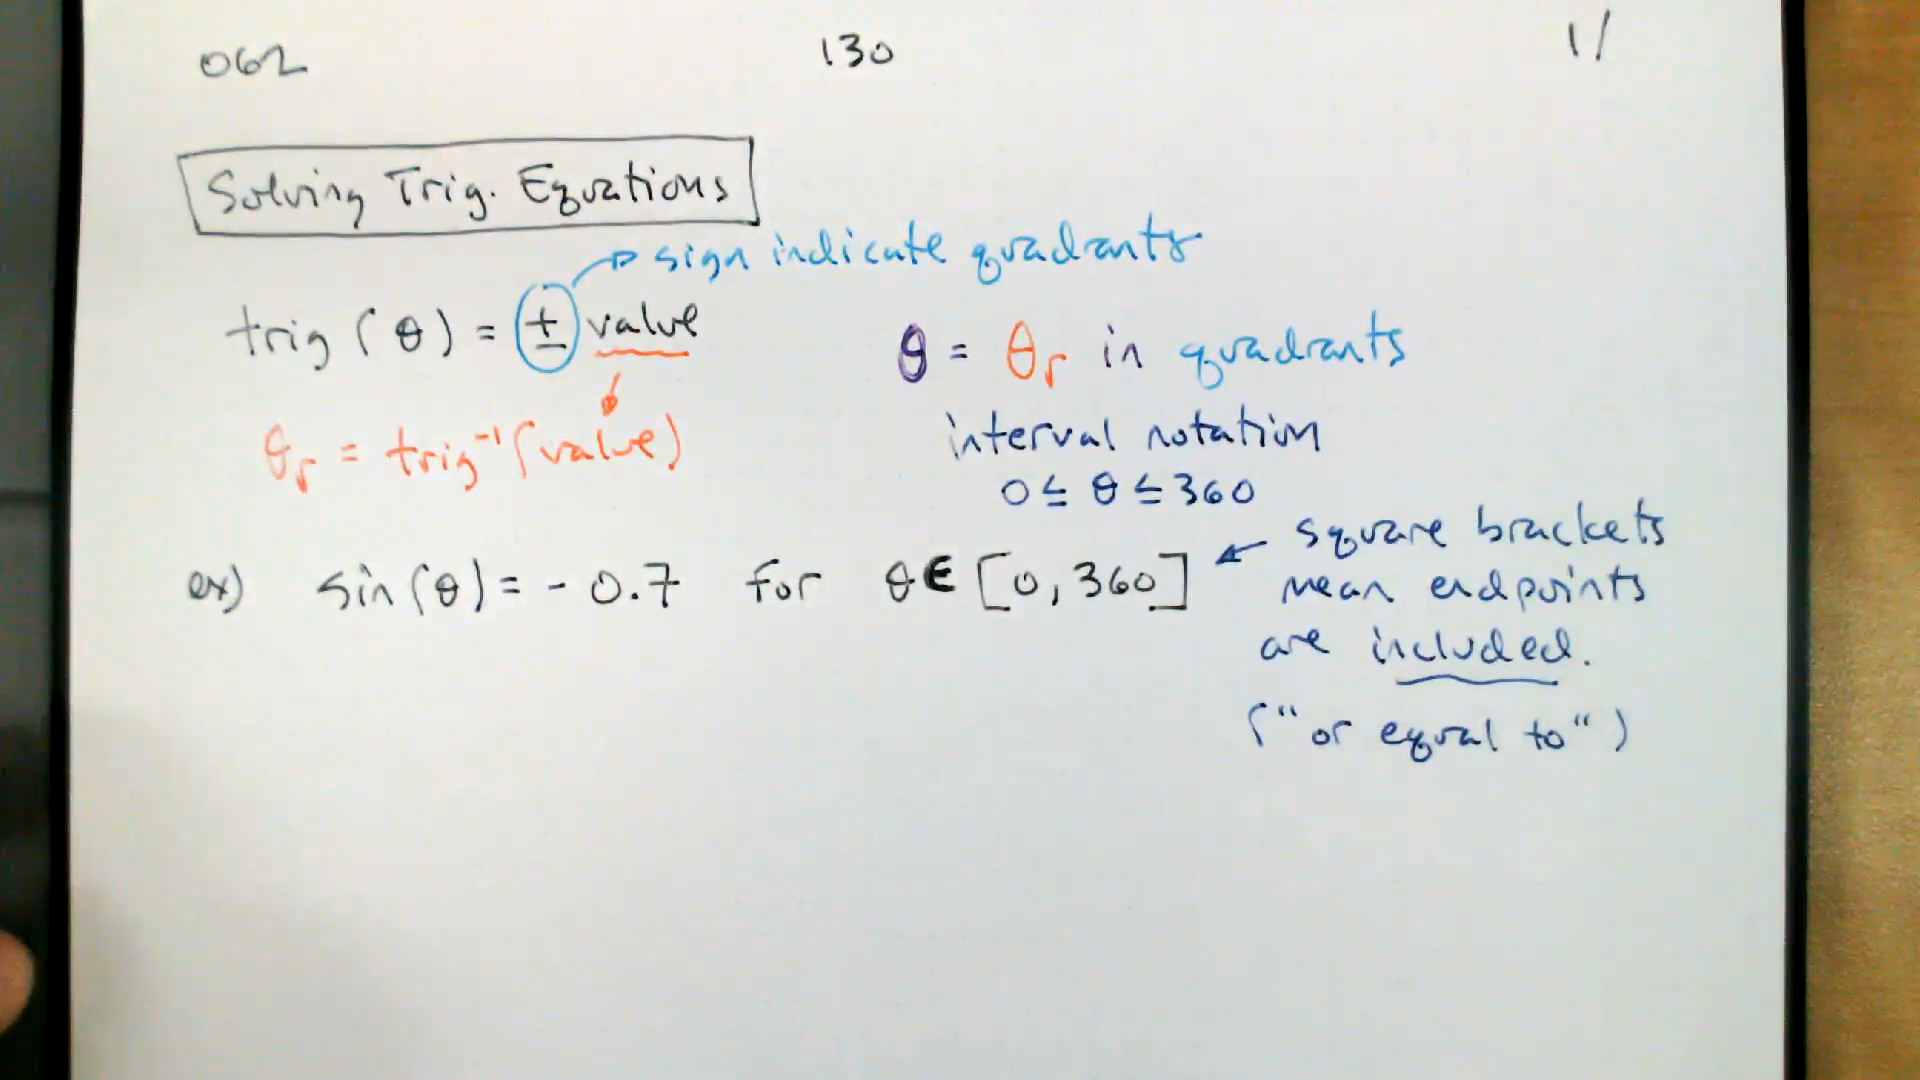 062 130 1/
Solving Trig. Equations
sign indicate quadrants
trig (θ) = ± value
θ = θr in quadrants
θr = trig⁻¹(value)
interval notation
0 ≤ θ ≤ 360
ex) sin(θ) = - 0.7 for θ ∈ [0, 360]
square brackets
mean endpoints
are included.
("or equal to")